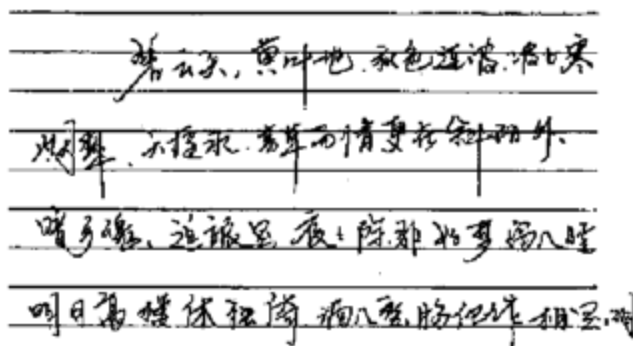 碧云天，黄叶地，秋色连波，波上寒
烟翠。天接水，芳草无情更在斜阳外。
暗乡魂，追旅思，夜夜除非好梦留人睡
明日高楼休独倚，酒入愁肠化作相思泪